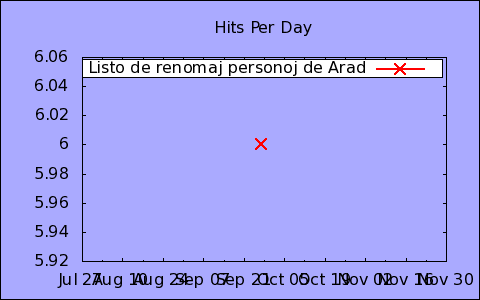 Hits Per Day
6.06
Listo de renomaj personoj de Arad
6.04
6.02
6
5.98
5.96
5.94
5.92
Jul 27 Aug 10 Aug 24 Sep 07 Sep 21 Oct 05 Oct 19 Nov 02 Nov 16 Nov 30